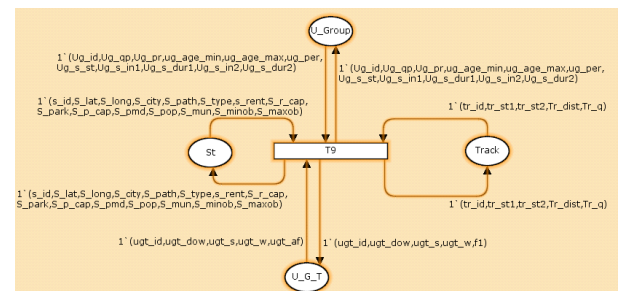 U_Group
1`(Ug_id,Ug_qp,Ug_pr,ug_age_min,ug_age_max,ug_per,
Ug_s_st,Ug_s_in1,Ug_s_dur1,Ug_s_in2,Ug_s_dur2)
1`(Ug_id,Ug_qp,Ug_pr,ug_age_min,ug_age_max,ug_per,
Ug_s_st,Ug_s_in1,Ug_s_dur1,Ug_s_in2,Ug_s_dur2)
1`(s_id,S_lat,S_long,S_city,S_path,S_type,s_rent,S_r_cap,
S_park,S_p_cap,S_pmd,S_pop,S_mun,S_minob,S_maxob)
1`(tr_id,tr_st1,tr_st2,Tr_dist,Tr_q)
St
T9
Track
1`(s_id,S_lat,S_long,S_city,S_path,S_type,s_rent,S_r_cap,
S_park,S_p_cap,S_pmd,S_pop,S_mun,S_minob,S_maxob)
1`(tr_id,tr_st1,tr_st2,Tr_dist,Tr_q)
1`(ugt_id,ugt_dow,ugt_s,ugt_w,ugt_af)
1`(ugt_id,ugt_dow,ugt_s,ugt_w,f1)
U_G_T